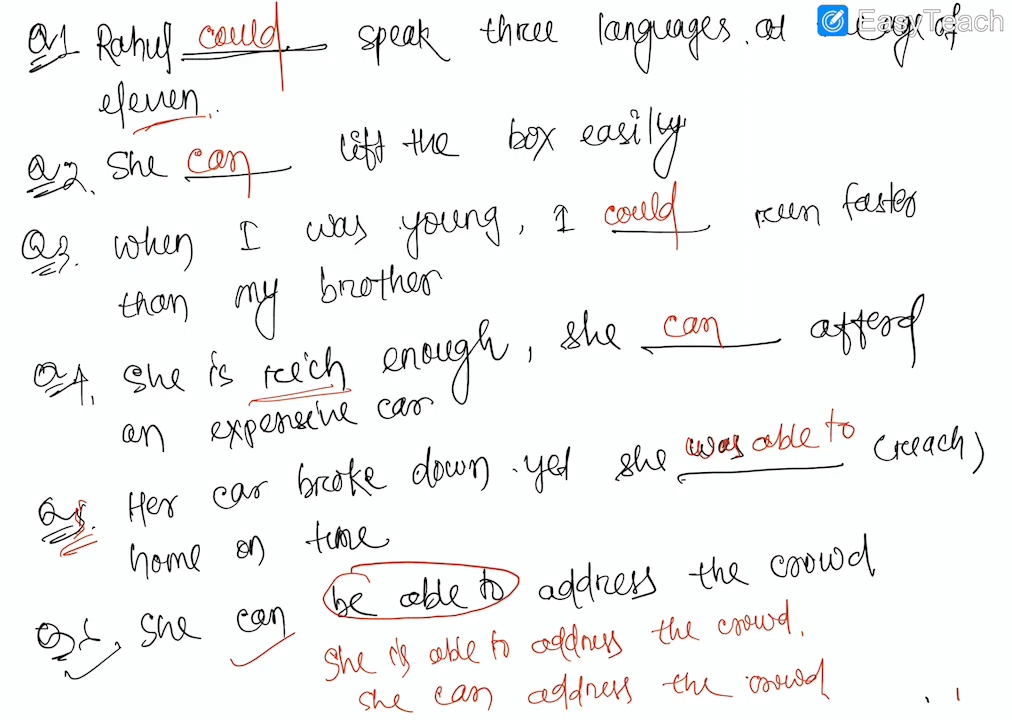 EasyTeach
Q1 Rahul could speak three languages at the age of
eleven.
Q2. She can lift the box easily
Q3. When I was young, I could run faster
than my brother
Q4. She is rich enough, she can afford
an expensive car
Q5. Her car broke down. yet she was able to (reach)
home on time
Q6. She can be able to address the crowd
She is able to address the crowd.
She can address the crowd